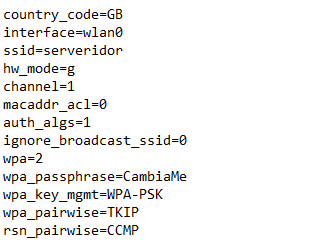 country_code=GB
interface=wlan0
ssid=serveridor
hw_mode=g
channel=1
macaddr_acl=0
auth_algs=1
ignore_broadcast_ssid=0
wpa=2
wpa_passphrase=CambiaMe
wpa_key_mgmt=WPA-PSK
wpa_pairwise=TKIP
rsn_pairwise=CCMP